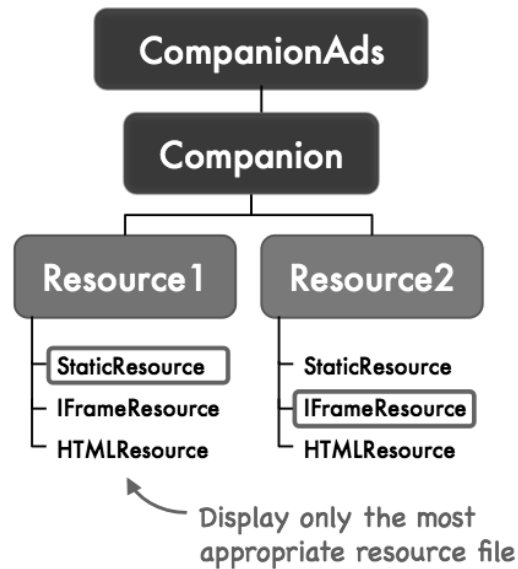 CompanionAds
Companion
Resource1
StaticResource
IFrameResource
HTMLResource
Resource2
StaticResource
IFrameResource
HTMLResource
Display only the most
appropriate resource file